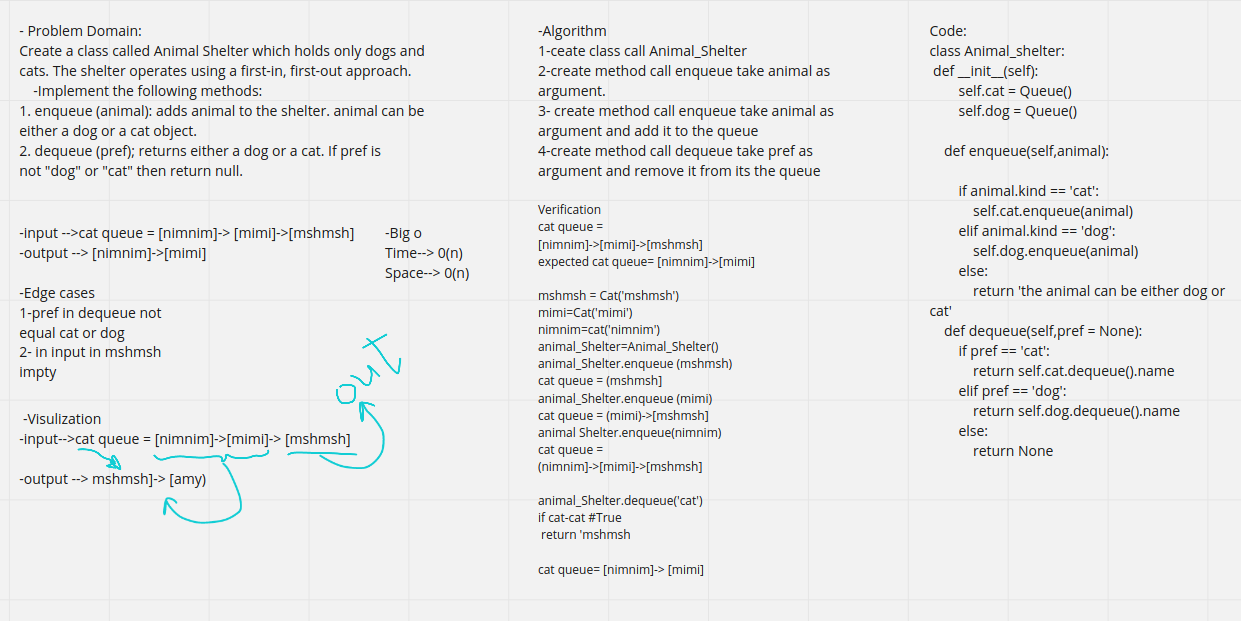 - Problem Domain:
Create a class called Animal Shelter which holds only dogs and
cats. The shelter operates using a first-in, first-out approach.
-Implement the following methods:
1. enqueue (animal): adds animal to the shelter. animal can be
either a dog or a cat object.
2. dequeue (pref); returns either a dog or a cat. If pref is
not "dog" or "cat" then return null.
-input -->cat queue = [nimnim]-> [mimi]->[mshmsh]
-output --> [nimnim]->[mimi]
-Big o
Time--> 0(n)
Space--> 0(n)
-Edge cases
1-pref in dequeue not
equal cat or dog
2- in input in mshmsh
impty
-Visulization
-input-->cat queue = [nimnim]->[mimi]-> [mshmsh]
out
-output --> mshmsh]-> [amy)
-Algorithm
1-ceate class call Animal_Shelter
2-create method call enqueue take animal as
argument.
3- create method call enqueue take animal as
argument and add it to the queue
4-create method call dequeue take pref as
argument and remove it from its the queue
Verification
cat queue =
[nimnim]->[mimi]->[mshmsh]
expected cat queue= [nimnim]->[mimi]
mshmsh = Cat('mshmsh')
mimi=Cat('mimi')
nimnim=cat('nimnim')
animal_Shelter=Animal_Shelter()
animal_Shelter.enqueue (mshmsh)
cat queue = (mshmsh]
animal_Shelter.enqueue (mimi)
cat queue = (mimi)->[mshmsh]
animal Shelter.enqueue(nimnim)
cat queue =
(nimnim]->[mimi]->[mshmsh]
animal_Shelter.dequeue('cat')
if cat-cat #True
return 'mshmsh
cat queue= [nimnim]-> [mimi]
Code:
class Animal_shelter:
def __init__(self):
self.cat = Queue()
self.dog = Queue()
def enqueue(self,animal):
if animal.kind == 'cat':
self.cat.enqueue(animal)
elif animal.kind == 'dog':
self.dog.enqueue(animal)
else:
return 'the animal can be either dog or
cat'
def dequeue(self,pref = None):
if pref == 'cat':
return self.cat.dequeue().name
elif pref == 'dog':
return self.dog.dequeue().name
else:
return None